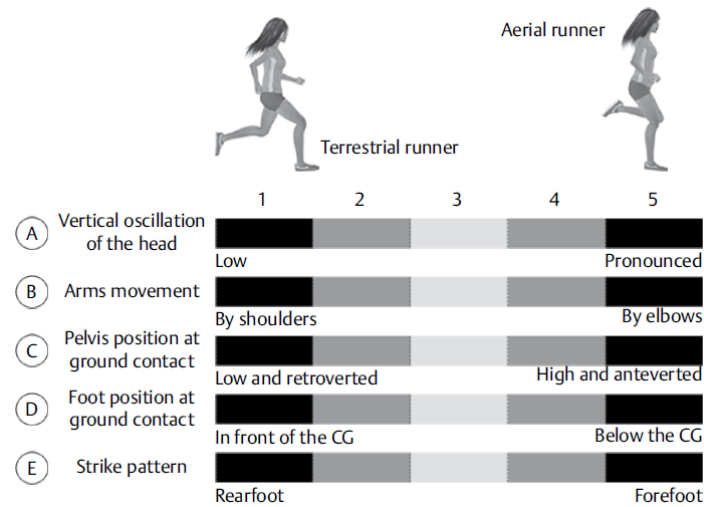 Aerial runner
Terrestrial runner
1 2 3 4 5
A Vertical oscillation
of the head
Low Pronounced
B Arms movement
By shoulders By elbows
C Pelvis position at
ground contact
Low and retroverted High and anteverted
D Foot position at
ground contact
In front of the CG Below the CG
E Strike pattern
Rearfoot Forefoot